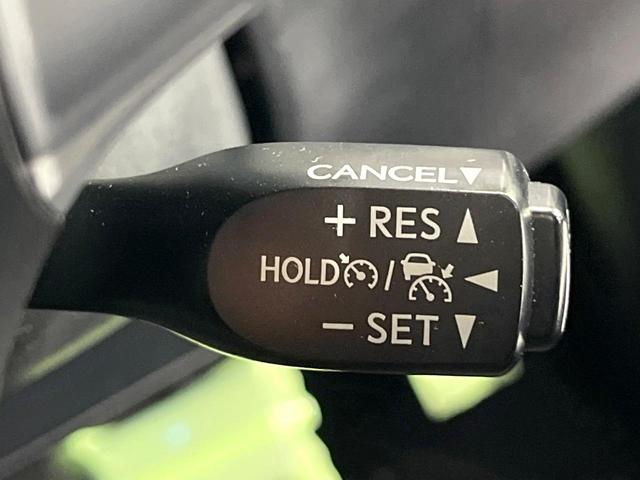 CANCEL▼
+ RES ▲
HOLD / ◀
− SET ▼